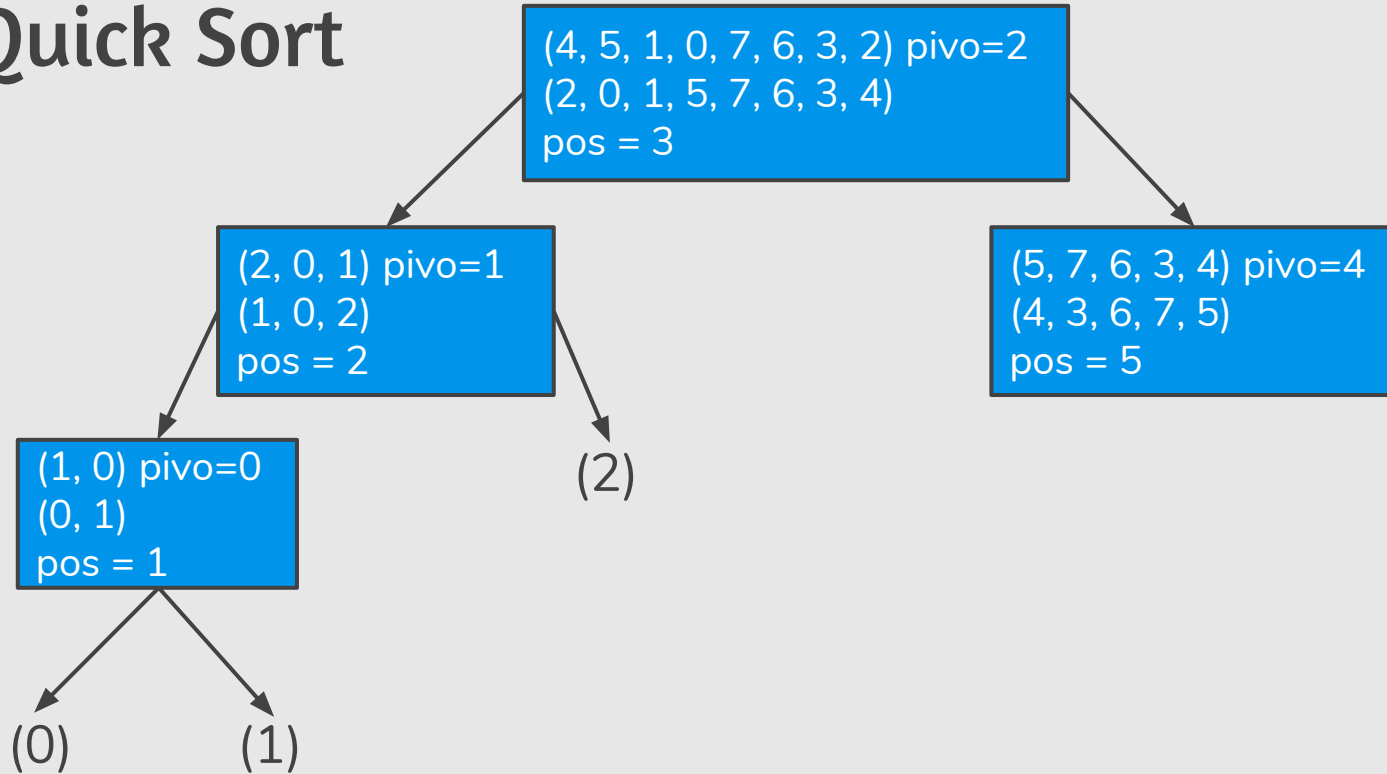 Quick Sort
(4, 5, 1, 0, 7, 6, 3, 2) pivo=2
(2, 0, 1, 5, 7, 6, 3, 4)
pos = 3
(2, 0, 1) pivo=1
(1, 0, 2)
pos = 2
(5, 7, 6, 3, 4) pivo=4
(4, 3, 6, 7, 5)
pos = 5
(1, 0) pivo=0
(0, 1)
pos = 1
(2)
(0)
(1)